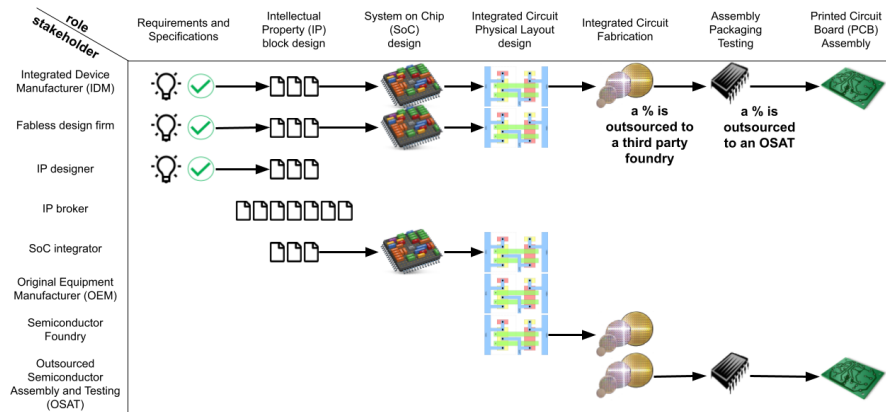 role
stakeholder
Requirements and
Specifications
Intellectual
Property (IP)
block design
System on Chip
(SoC)
design
Integrated Circuit
Physical Layout
design
Integrated Circuit
Fabrication
Assembly
Packaging
Testing
Printed Circuit
Board (PCB)
Assembly
Integrated Device
Manufacturer (IDM)
a % is
outsourced to
a third party
foundry
a % is
outsourced
to an OSAT
Fabless design firm
IP designer
IP broker
SoC integrator
Original Equipment
Manufacturer (OEM)
Semiconductor
Foundry
Outsourced
Semiconductor
Assembly and Testing
(OSAT)